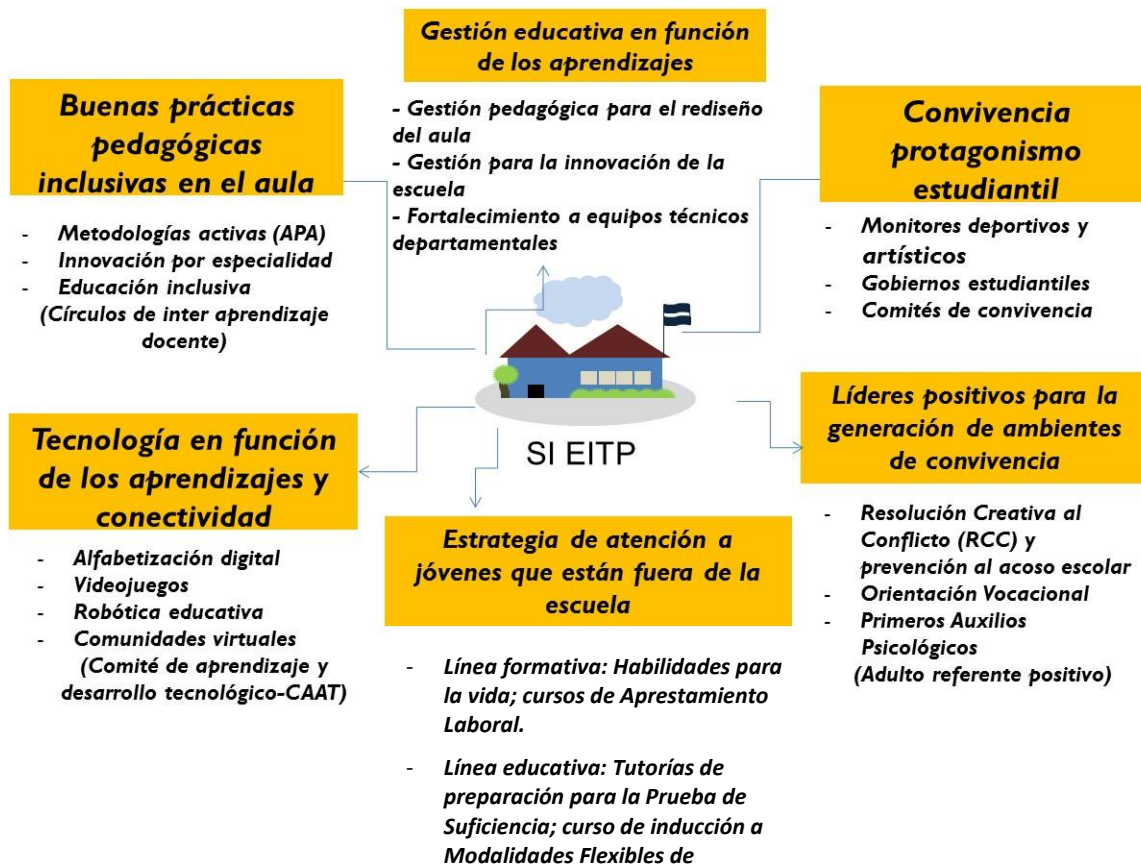 Gestión educativa en función
de los aprendizajes
- Gestión pedagógica para el rediseño
del aula
- Gestión para la innovación de la
escuela
- Fortalecimiento a equipos técnicos
departamentales
Buenas prácticas
pedagógicas
inclusivas en el aula
- Metodologías activas (APA)
- Innovación por especialidad
- Educación inclusiva
(Círculos de inter aprendizaje
docente)
Convivencia
protagonismo
estudiantil
- Monitores deportivos y
artísticos
- Gobiernos estudiantiles
- Comités de convivencia
SI EITP
Tecnología en función
de los aprendizajes y
conectividad
- Alfabetización digital
- Videojuegos
- Robótica educativa
- Comunidades virtuales
(Comité de aprendizaje y
desarrollo tecnológico-CAAT)
Estrategia de atención a
jóvenes que están fuera de la
escuela
- Línea formativa: Habilidades para
la vida; cursos de Aprestamiento
Laboral.
- Línea educativa: Tutorías de
preparación para la Prueba de
Suficiencia; curso de inducción a
Modalidades Flexibles de
Líderes positivos para la
generación de ambientes
de convivencia
- Resolución Creativa al
Conflicto (RCC) y
prevención al acoso escolar
- Orientación Vocacional
- Primeros Auxilios
Psicológicos
(Adulto referente positivo)